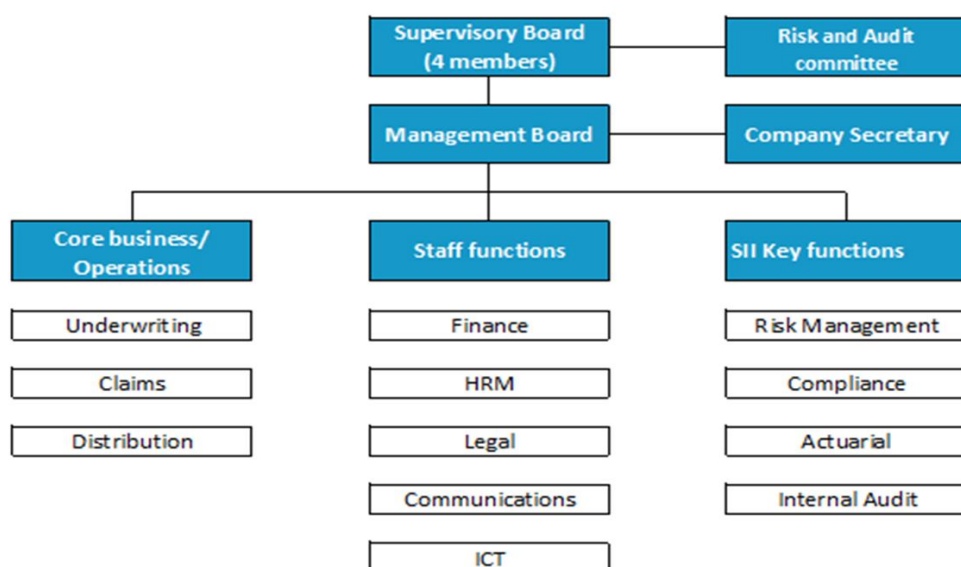 Supervisory Board
(4 members)
Risk and Audit
committee
Management Board
Company Secretary
Core business/
Operations
Underwriting
Claims
Distribution
Staff functions
Finance
HRM
Legal
Communications
ICT
SII Key functions
Risk Management
Compliance
Actuarial
Internal Audit